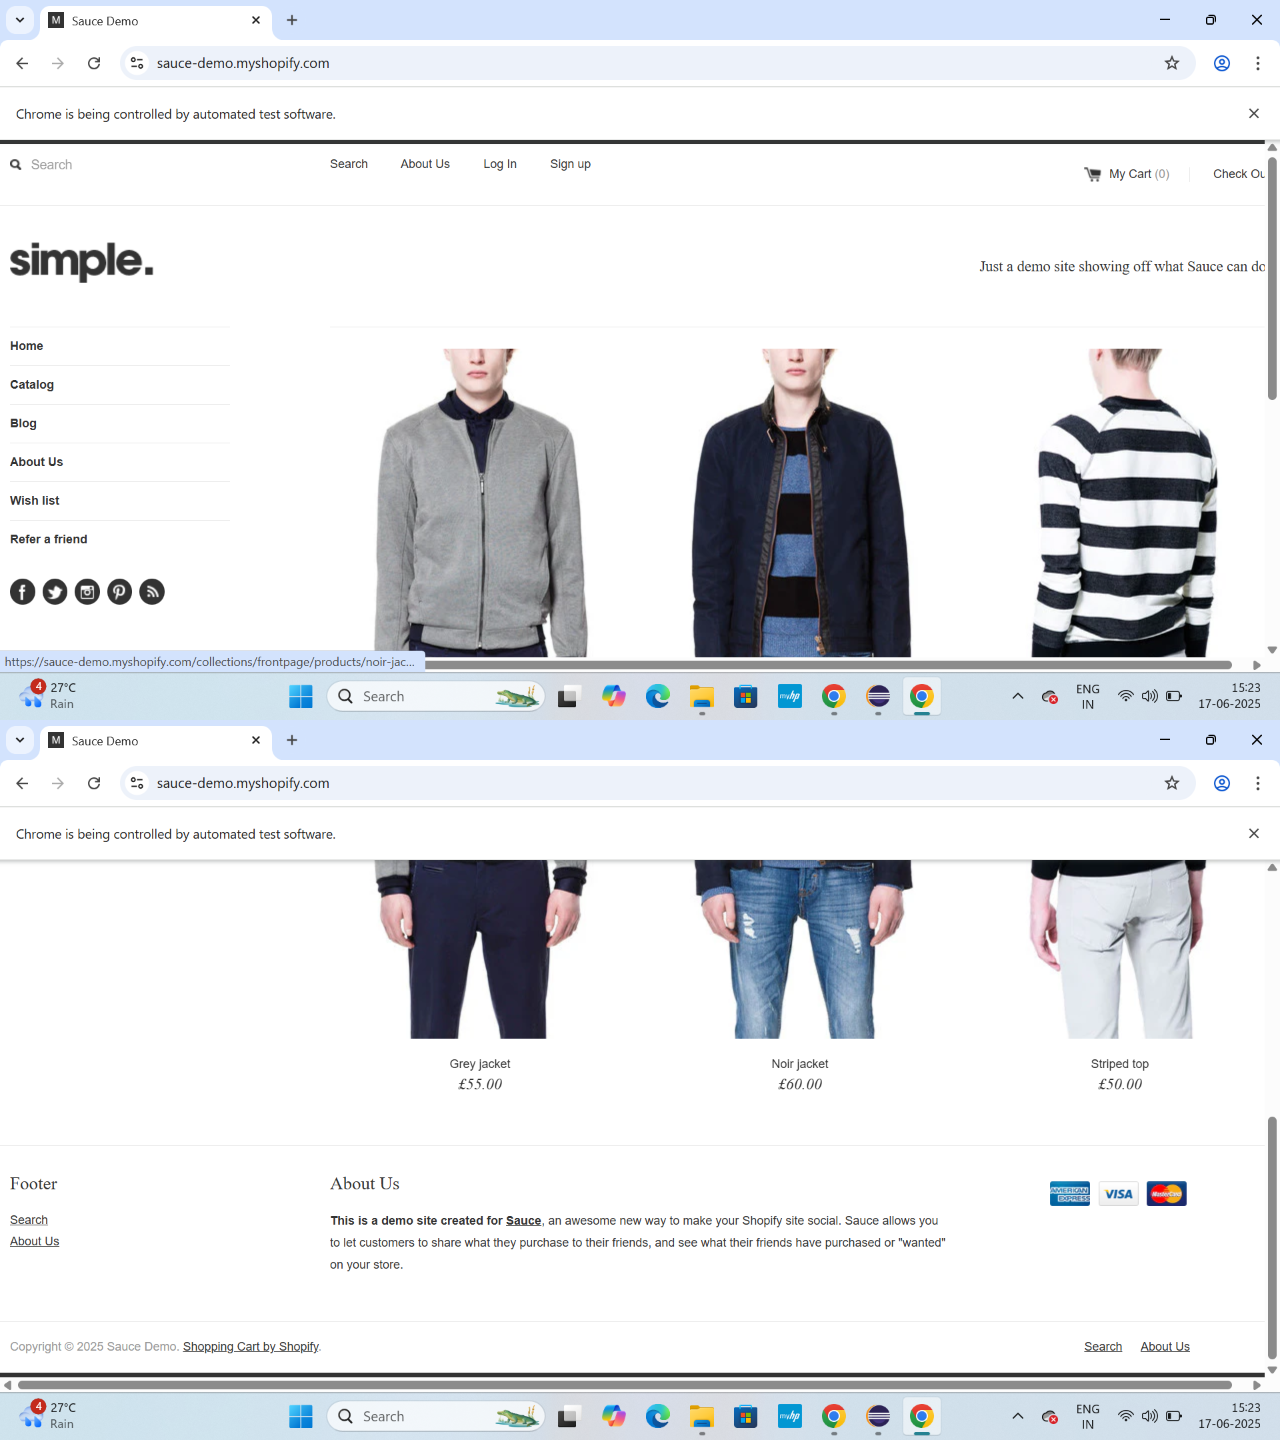 M Sauce Demo
sauce-demo.myshopify.com
Chrome is being controlled by automated test software.
Search
Search About Us Log In Sign up
My Cart (0) Check Ou
simple.
Just a demo site showing off what Sauce can do
Home
Catalog
Blog
About Us
Wish list
Refer a friend
https://sauce-demo.myshopify.com/collections/frontpage/products/noir-jac...
4 27°C
Rain
Search
myhp
ENG
IN
15:23
17-06-2025
M Sauce Demo
sauce-demo.myshopify.com
Chrome is being controlled by automated test software.
Grey jacket
£55.00
Noir jacket
£60.00
Striped top
£50.00
Footer
Search
About Us
About Us
This is a demo site created for Sauce, an awesome new way to make your Shopify site social. Sauce allows you
to let customers to share what they purchase to their friends, and see what their friends have purchased or "wanted"
on your store.
AMERICAN EXPRESS VISA MasterCard
Copyright © 2025 Sauce Demo. Shopping Cart by Shopify.
Search About Us
4 27°C
Rain
Search
myhp
ENG
IN
15:23
17-06-2025